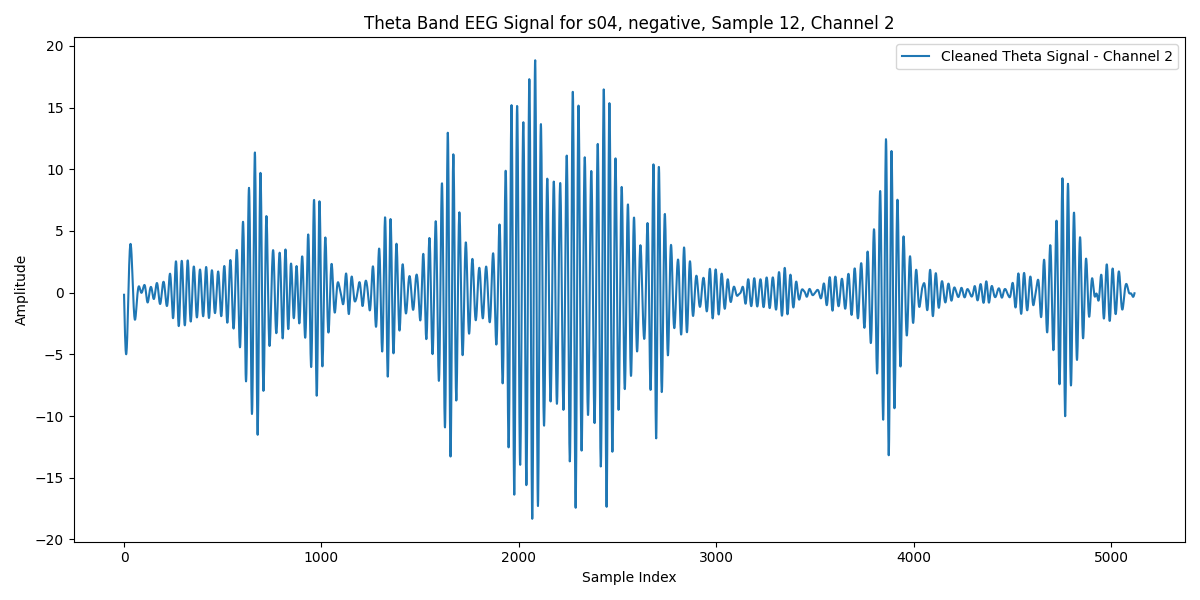 Theta Band EEG Signal for s04, negative, Sample 12, Channel 2
Cleaned Theta Signal - Channel 2
20
15
10
5
0
−5
−10
−15
−20
Amplitude
0 1000 2000 3000 4000 5000
Sample Index